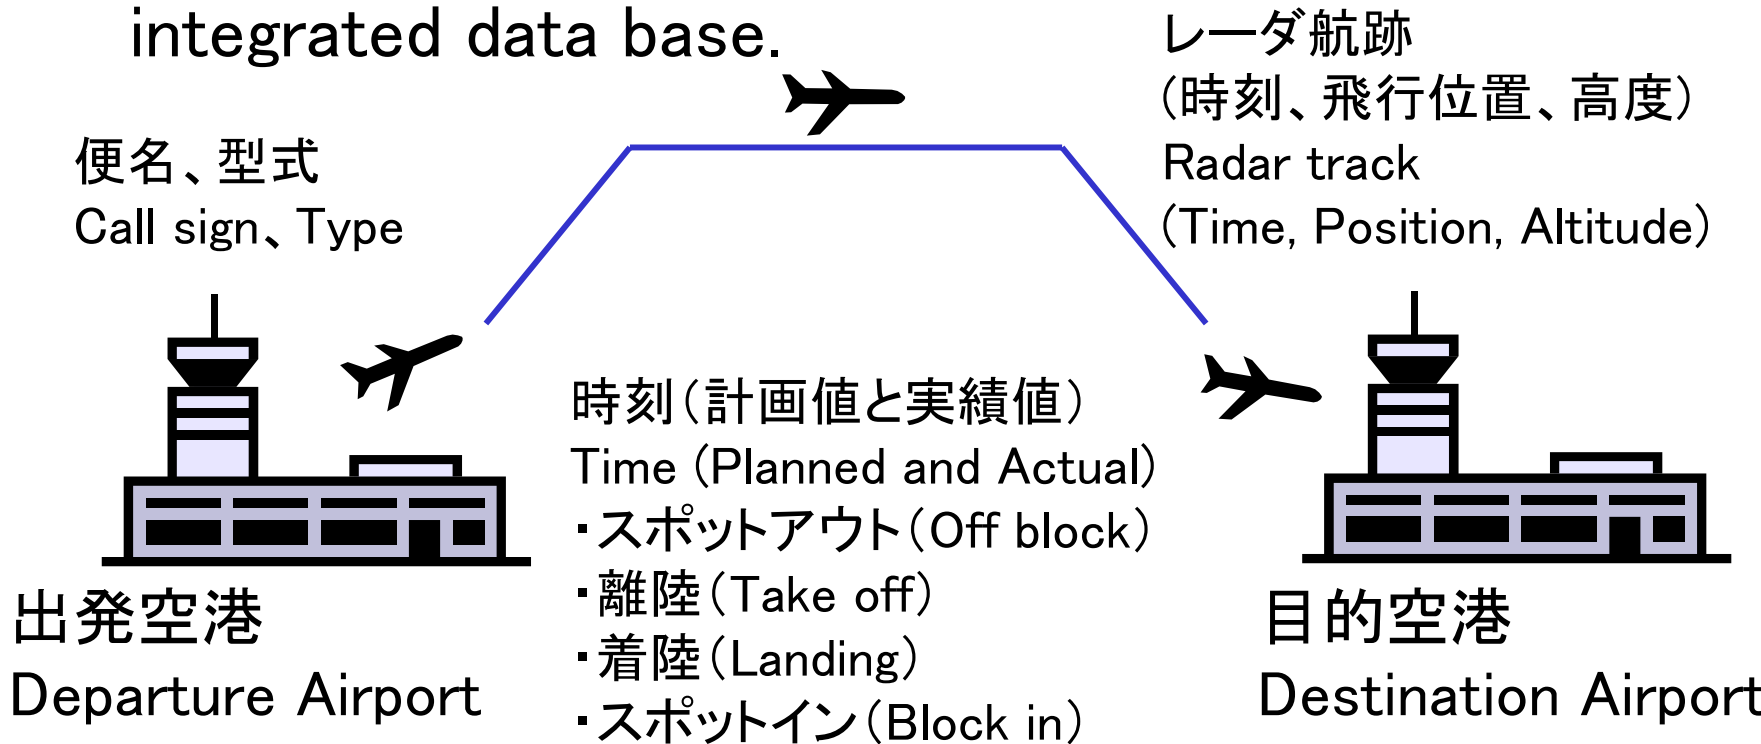 integrated data base.
便名、型式
Call sign、Type
レーダ航跡
(時刻、飛行位置、高度)
Radar track
(Time, Position, Altitude)
時刻(計画値と実績値)
Time (Planned and Actual)
・スポットアウト(Off block)
・離陸(Take off)
・着陸(Landing)
・スポットイン(Block in)
出発空港
Departure Airport
目的空港
Destination Airport